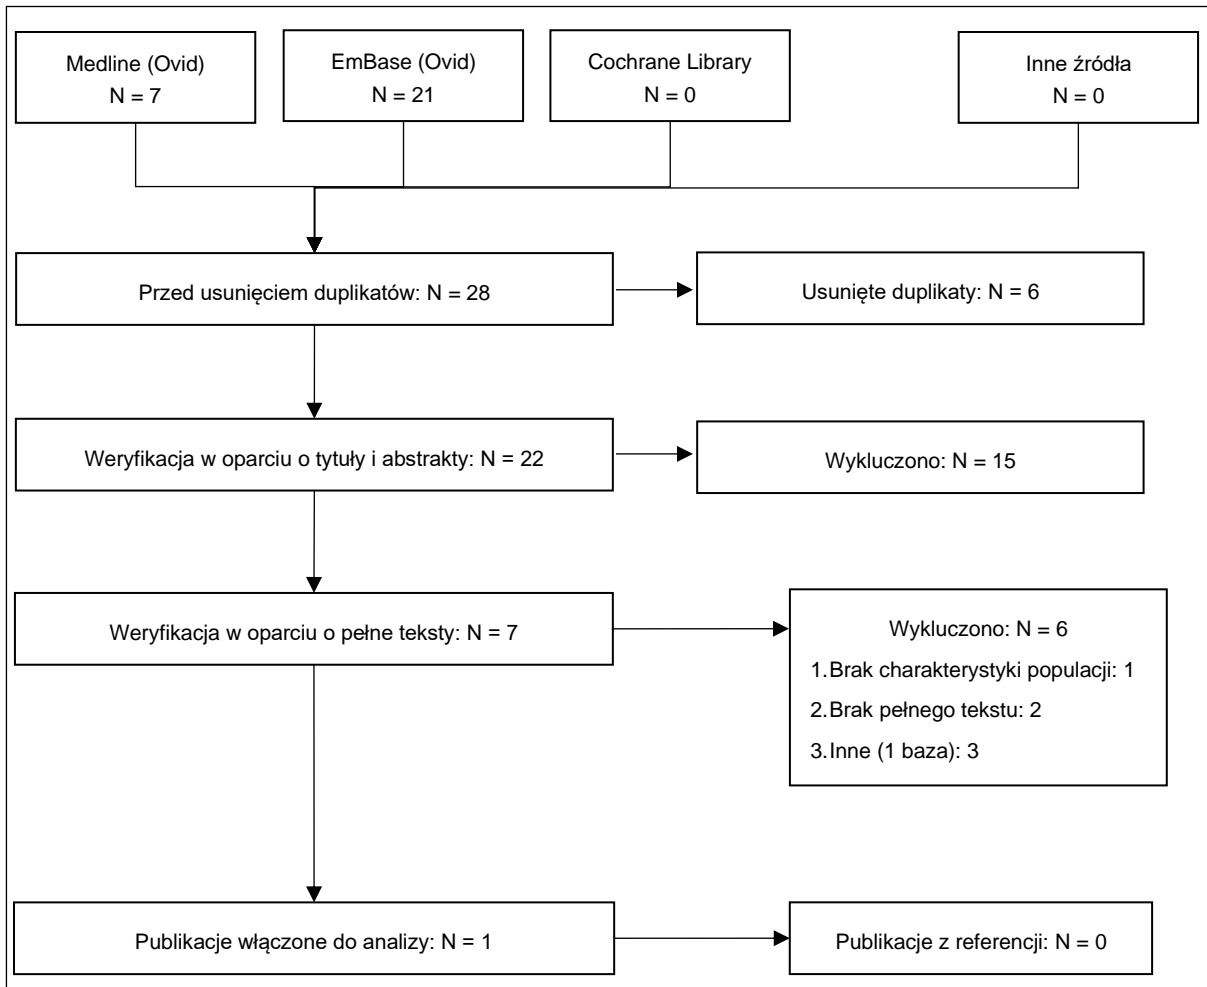 Medline (Ovid)
N = 7
EmBase (Ovid)
N = 21
Cochrane Library
N = 0
Inne źródła
N = 0
Przed usunięciem duplikatów: N = 28
Usunięte duplikaty: N = 6
Weryfikacja w oparciu o tytuły i abstrakty: N = 22
Wykluczono: N = 15
Weryfikacja w oparciu o pełne teksty: N = 7
Wykluczono: N = 6
1.Brak charakterystyki populacji: 1
2.Brak pełnego tekstu: 2
3.Inne (1 baza): 3
Publikacje włączone do analizy: N = 1
Publikacje z referencji: N = 0